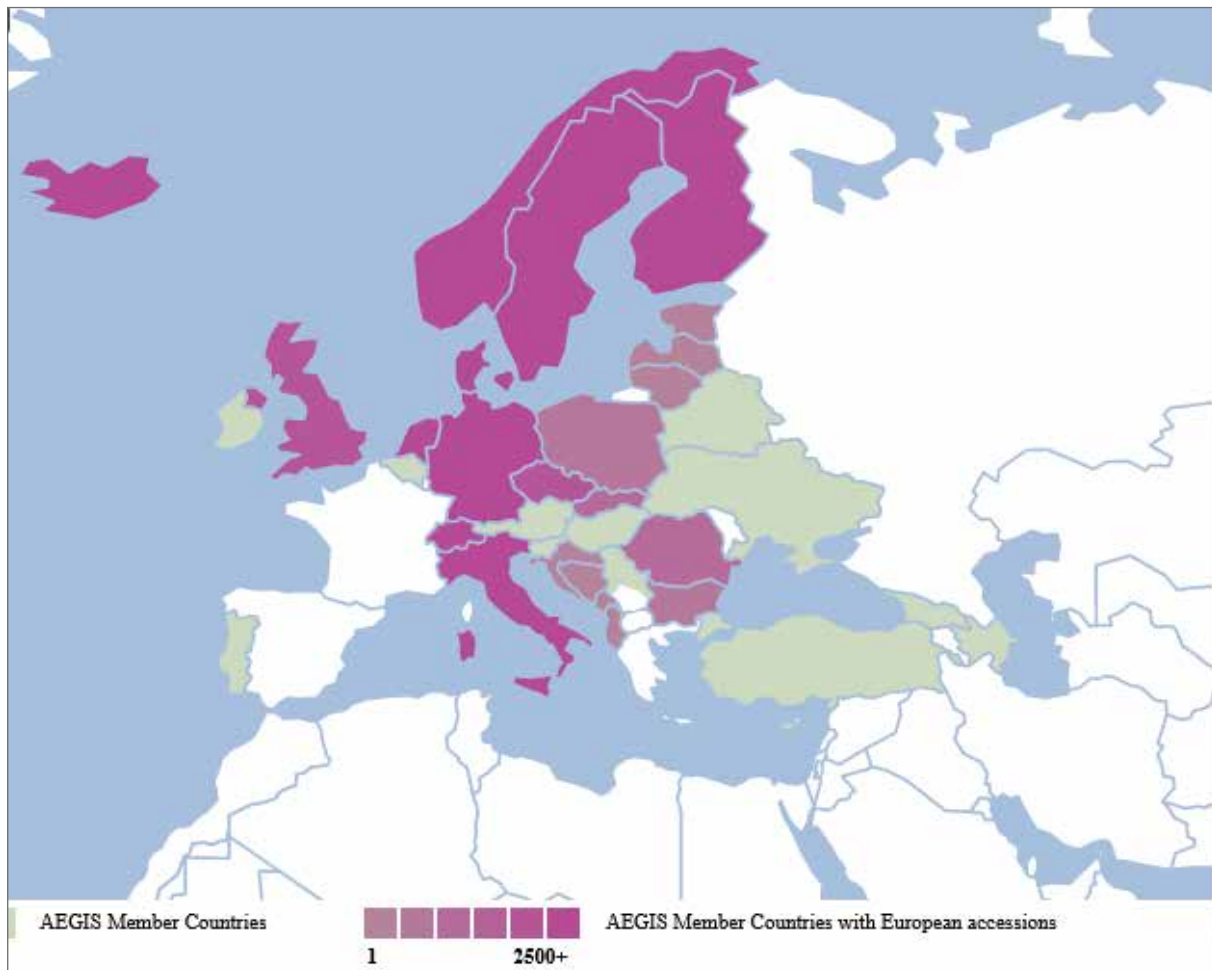 AEGIS Member Countries
AEGIS Member Countries with European accessions
1
2500+